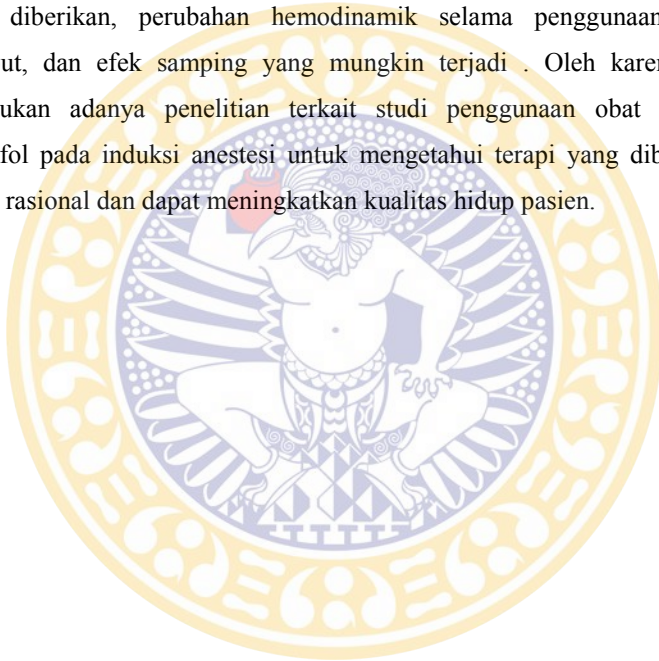 diberikan, perubahan hemodinamik selama penggunaan
ut, dan efek samping yang mungkin terjadi . Oleh karen
ukan adanya penelitian terkait studi penggunaan obat
fol pada induksi anestesi untuk mengetahui terapi yang dib
rasional dan dapat meningkatkan kualitas hidup pasien.